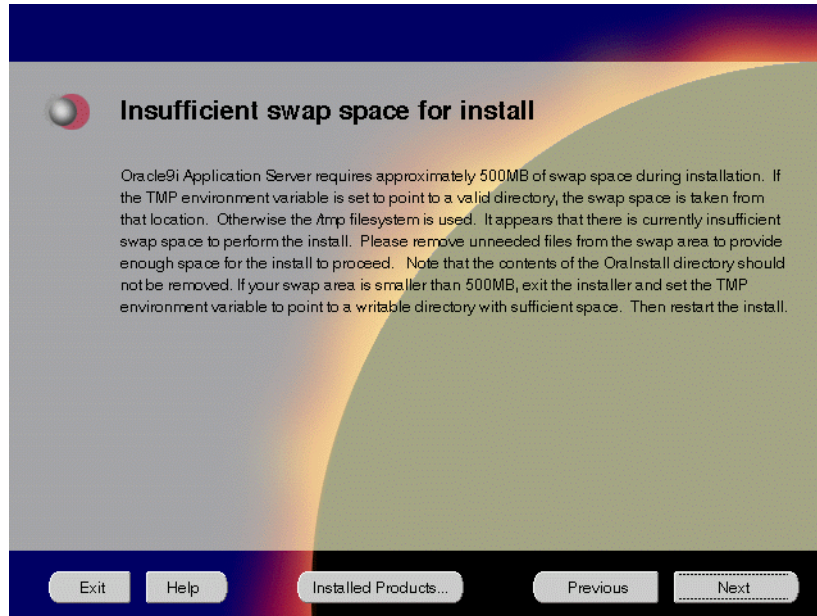 Insufficient swap space for install
Oracle9i Application Server requires approximately 500MB of swap space during installation. If
the TMP environment variable is set to point to a valid directory, the swap space is taken from
that location. Otherwise the /tmp filesystem is used. It appears that there is currently insufficient
swap space to perform the install. Please remove unneeded files from the swap area to provide
enough space for the install to proceed. Note that the contents of the OraInstall directory should
not be removed. If your swap area is smaller than 500MB, exit the installer and set the TMP
environment variable to point to a writable directory with sufficient space. Then restart the install.
Exit Help Installed Products... Previous Next